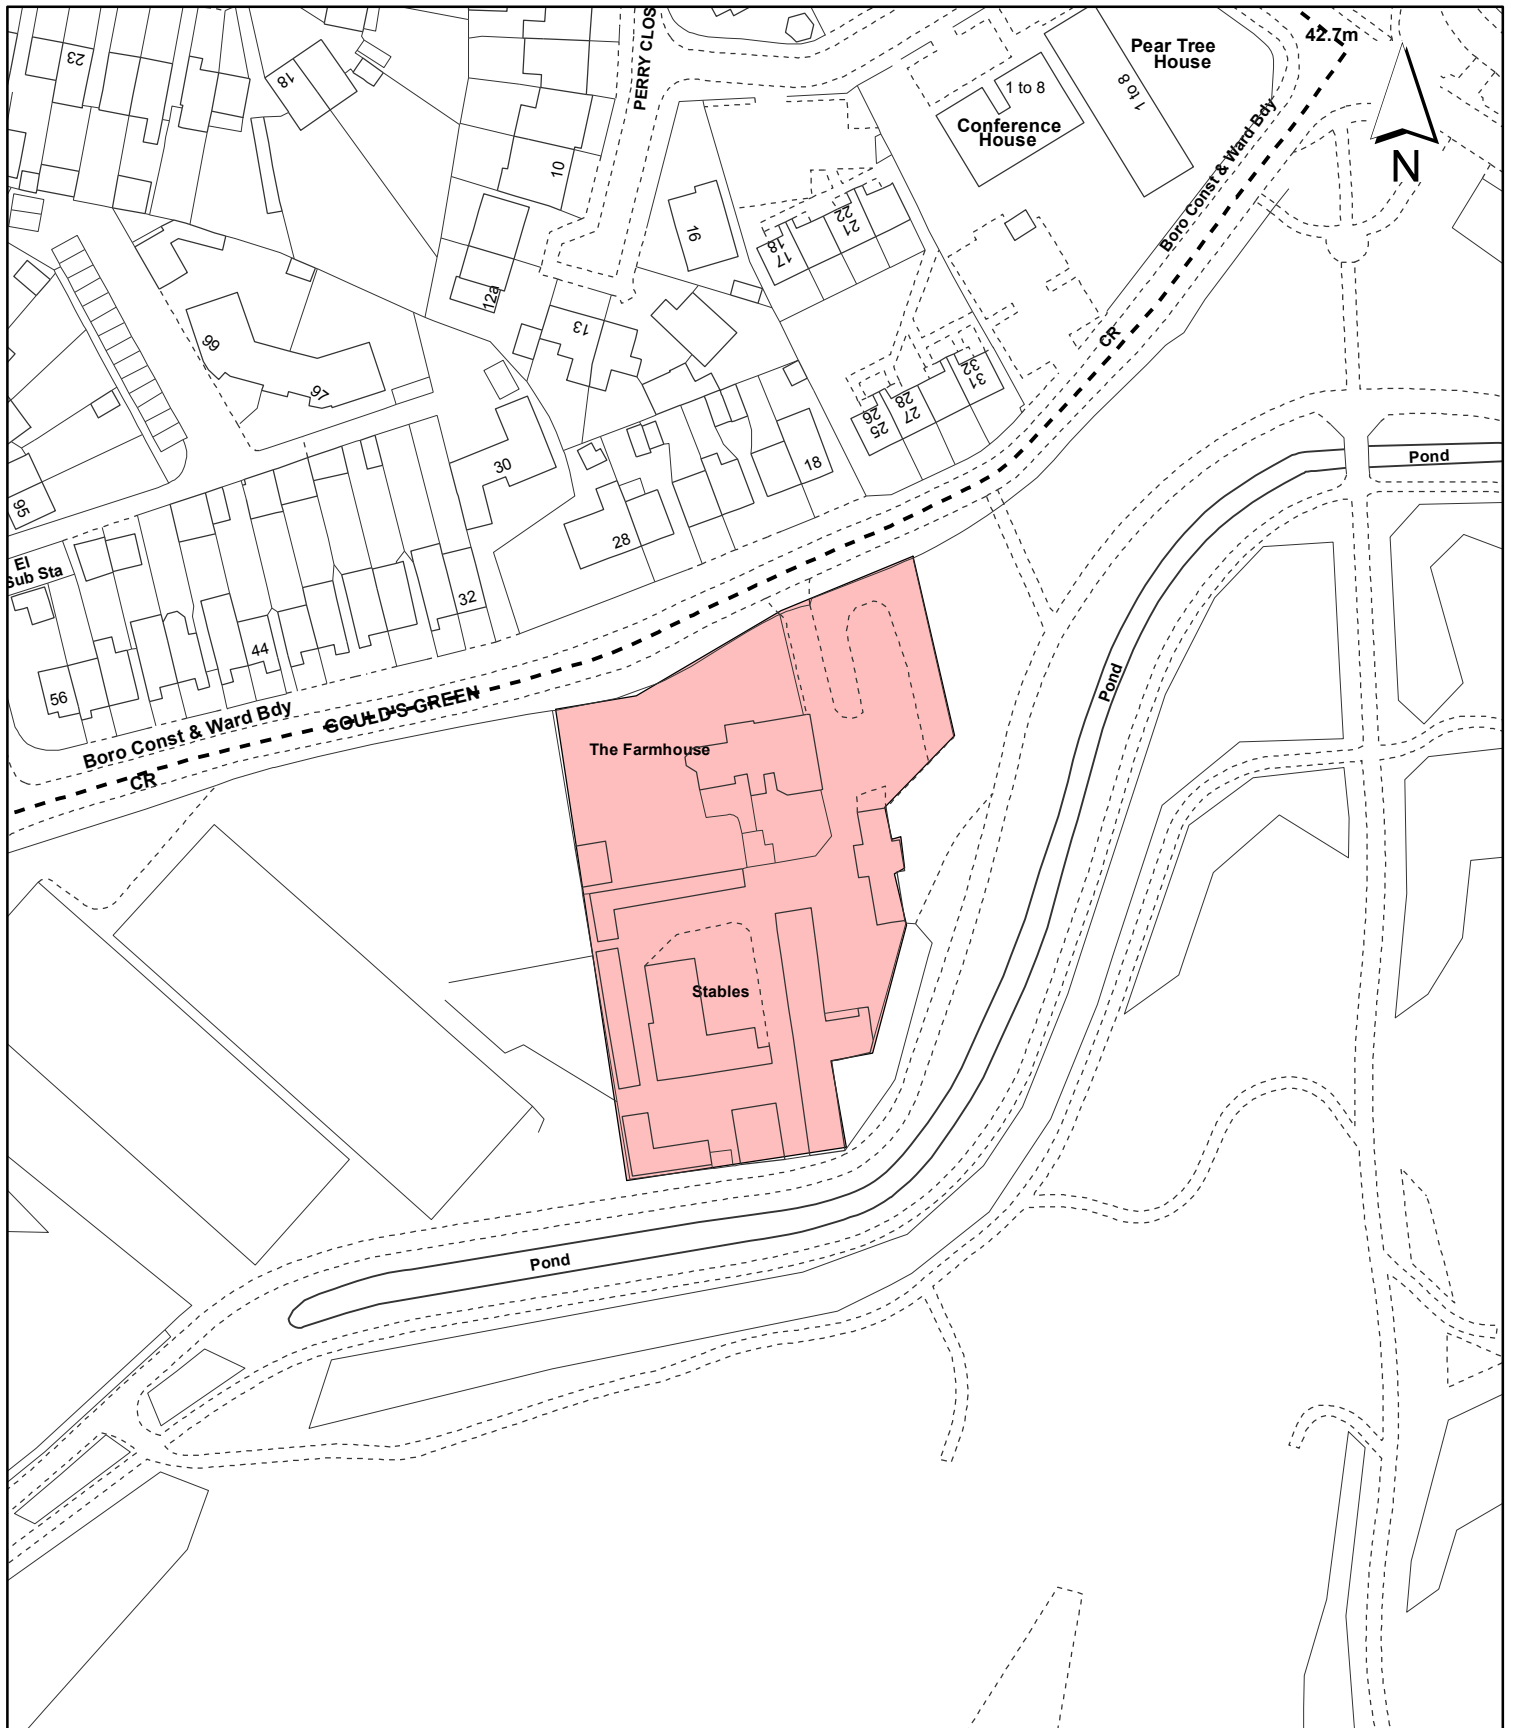 PERRY CLOS
42.7m
Pear Tree
House
23
18
1 to 8
1 to 8
Conference
House
N
10
Boro Const & Ward Bdy
16
22
21
18
17
12a
13
CR
99
97
32
31
28
27
26
25
30
18
Pond
95
28
El
Sub Sta
32
44
56
Pond
GOULD'S GREEN
Boro Const & Ward Bdy
The Farmhouse
CR
Stables
Pond